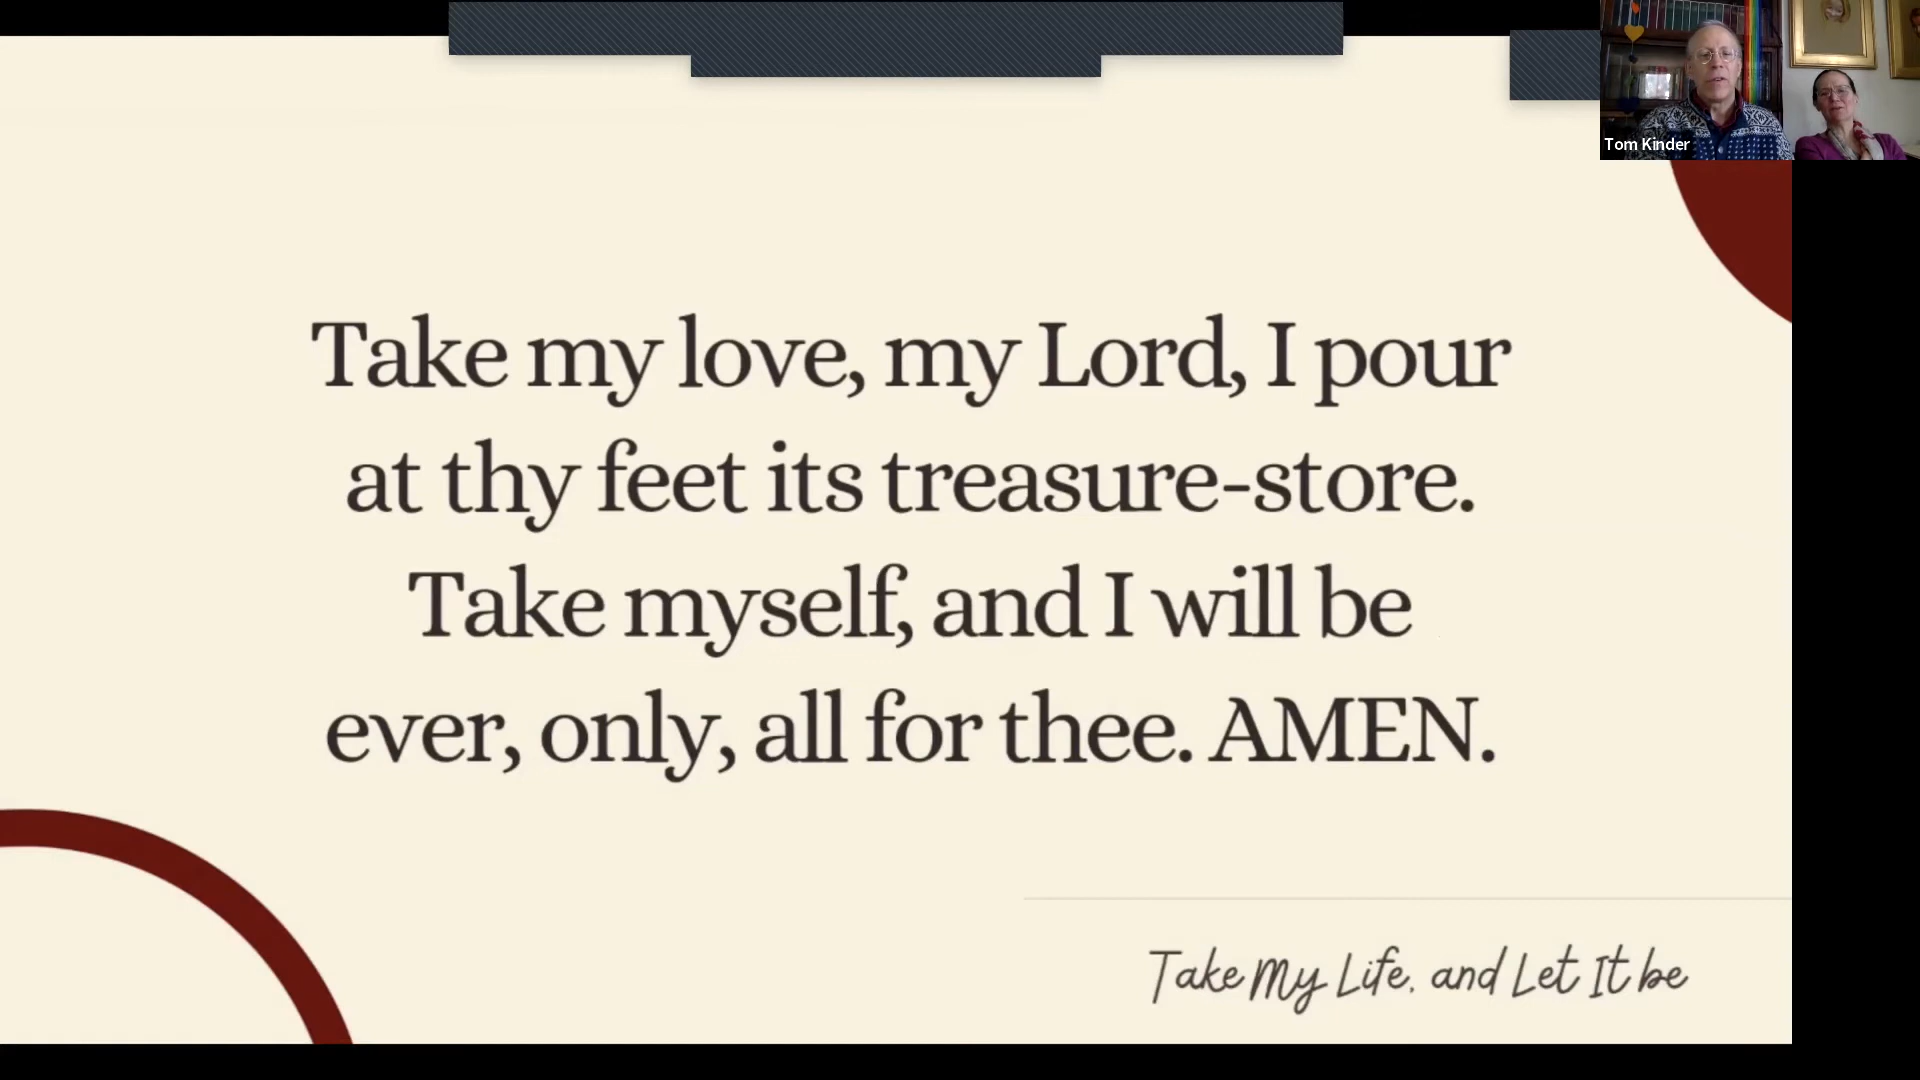 Tom Kinder
Take my love, my Lord, I pour
at thy feet its treasure-store.
Take myself, and I will be
ever, only, all for thee. AMEN.
Take My Life, and Let It be